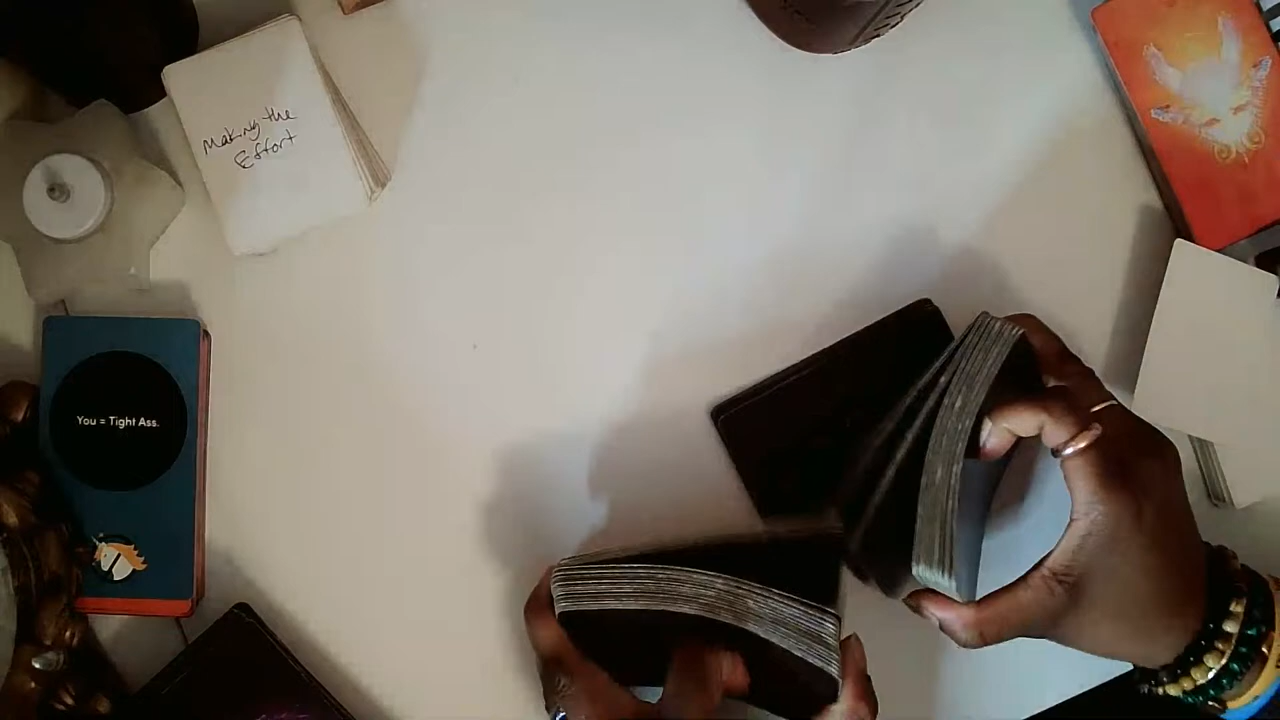 Making the
Effort
You = Tight Ass.